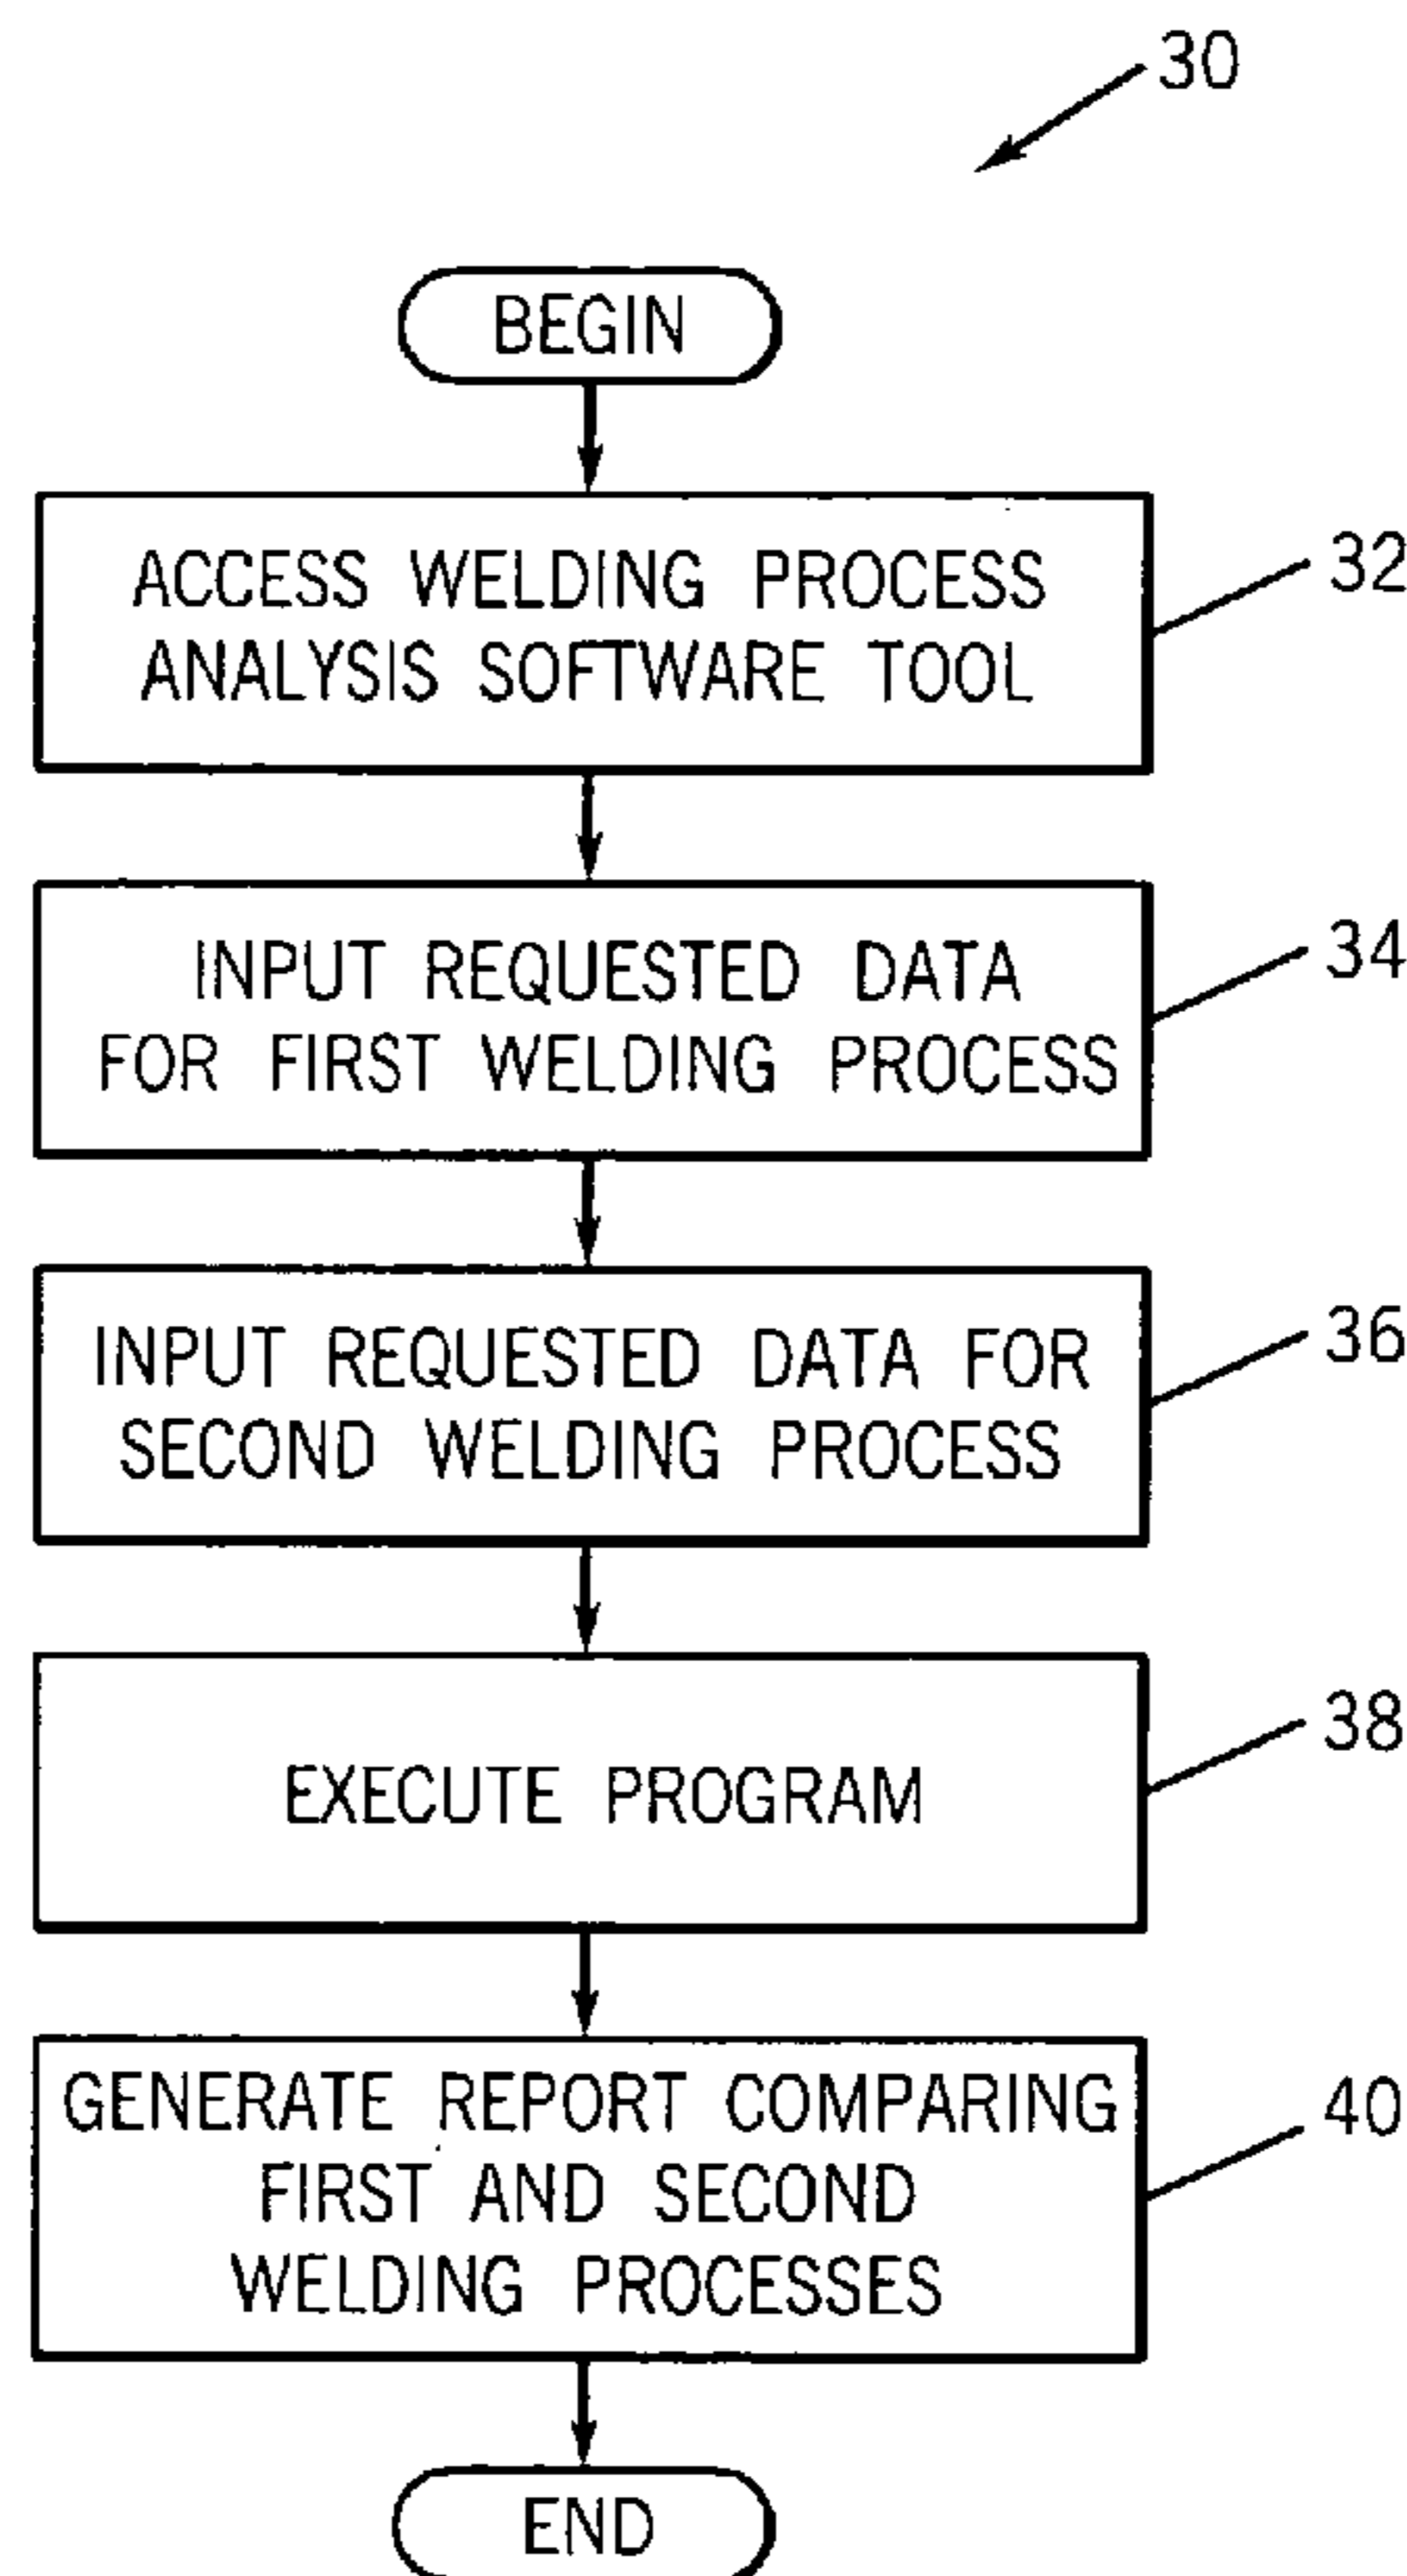 30
BEGIN
ACCESS WELDING PROCESS
ANALYSIS SOFTWARE TOOL
32
INPUT REQUESTED DATA
FOR FIRST WELDING PROCESS
34
INPUT REQUESTED DATA FOR
SECOND WELDING PROCESS
36
EXECUTE PROGRAM
38
GENERATE REPORT COMPARING
FIRST AND SECOND
WELDING PROCESSES
40
END